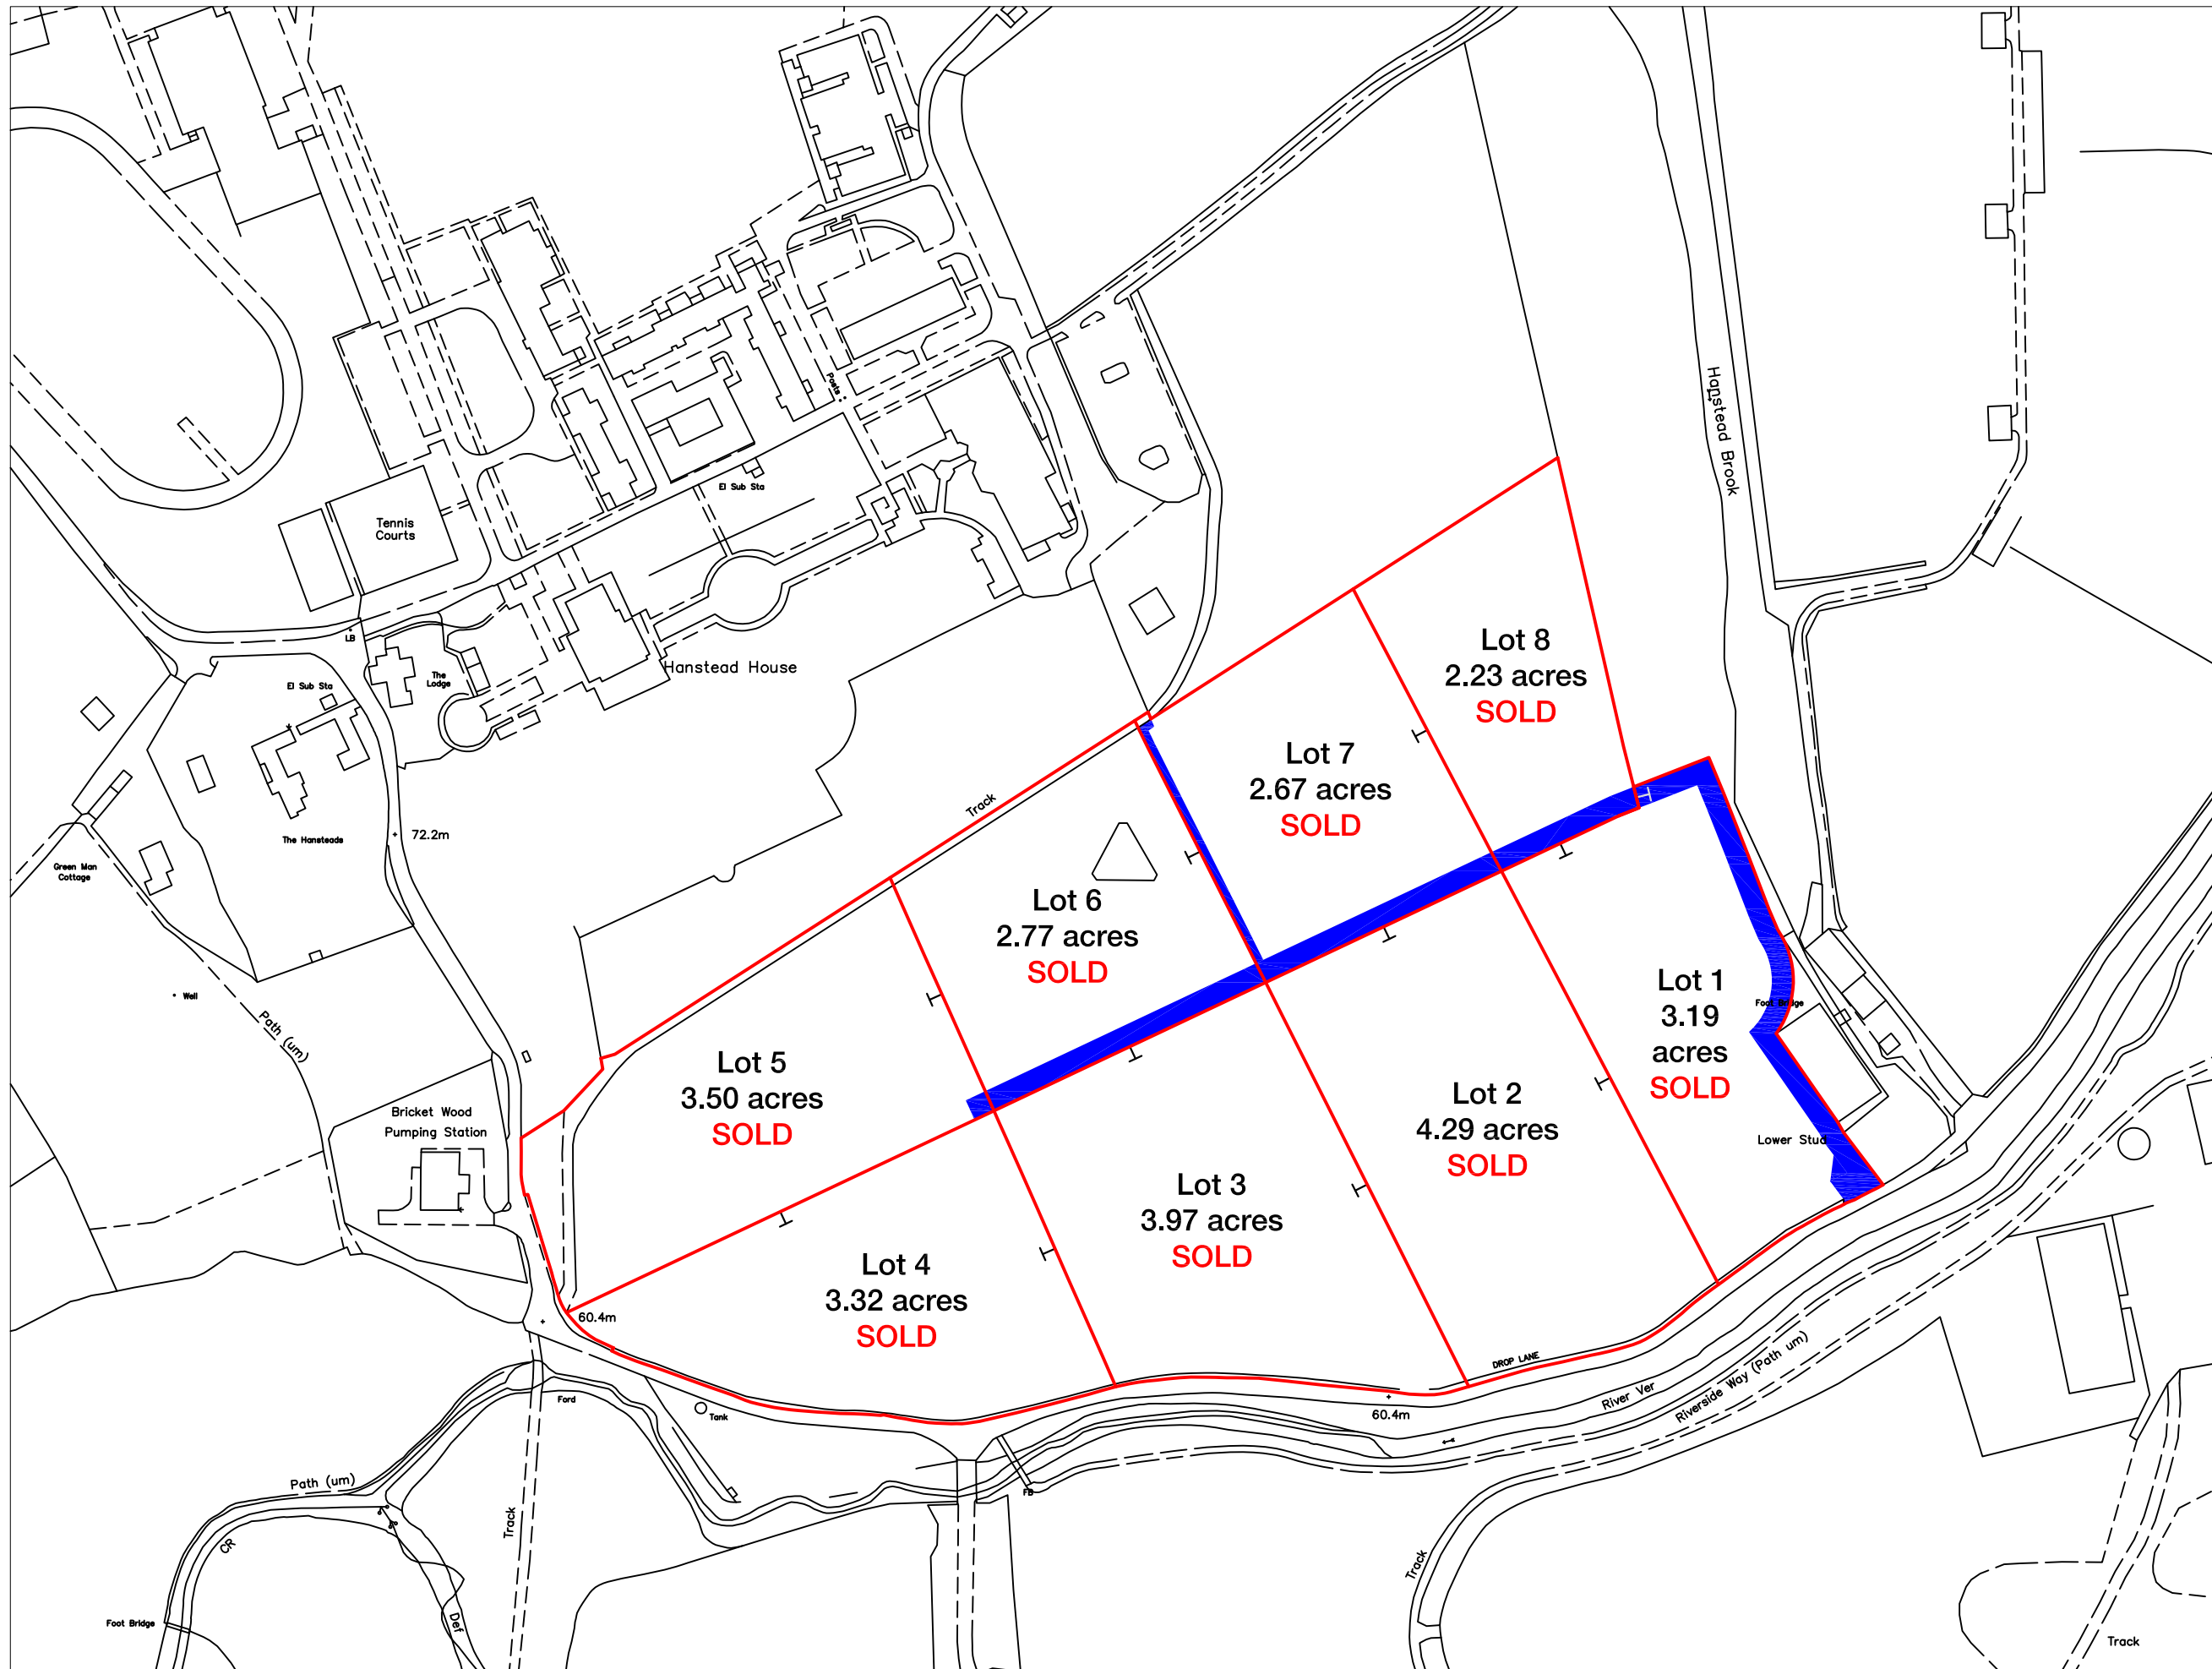 Hanstead Brook
Posts
El Sub Sta
Tennis
Courts
LB
The
Lodge
Hanstead House
El Sub Sta
The Hansteads
72.2m
Green Man
Cottage
Well
Path (um)
Track
Bricket Wood
Pumping Station
Lot 8
2.23 acres
SOLD
Lot 7
2.67 acres
SOLD
Lot 6
2.77 acres
SOLD
Lot 5
3.50 acres
SOLD
Lot 1
3.19
acres
SOLD
Foot Bridge
Lower Stud
Lot 2
4.29 acres
SOLD
Lot 3
3.97 acres
SOLD
Lot 4
3.32 acres
SOLD
60.4m
DROP LANE
60.4m
River Ver
Riverside Way (Path um)
Ford
Tank
FB
Path (um)
CR
Def
Track
Foot Bridge
Track
Track